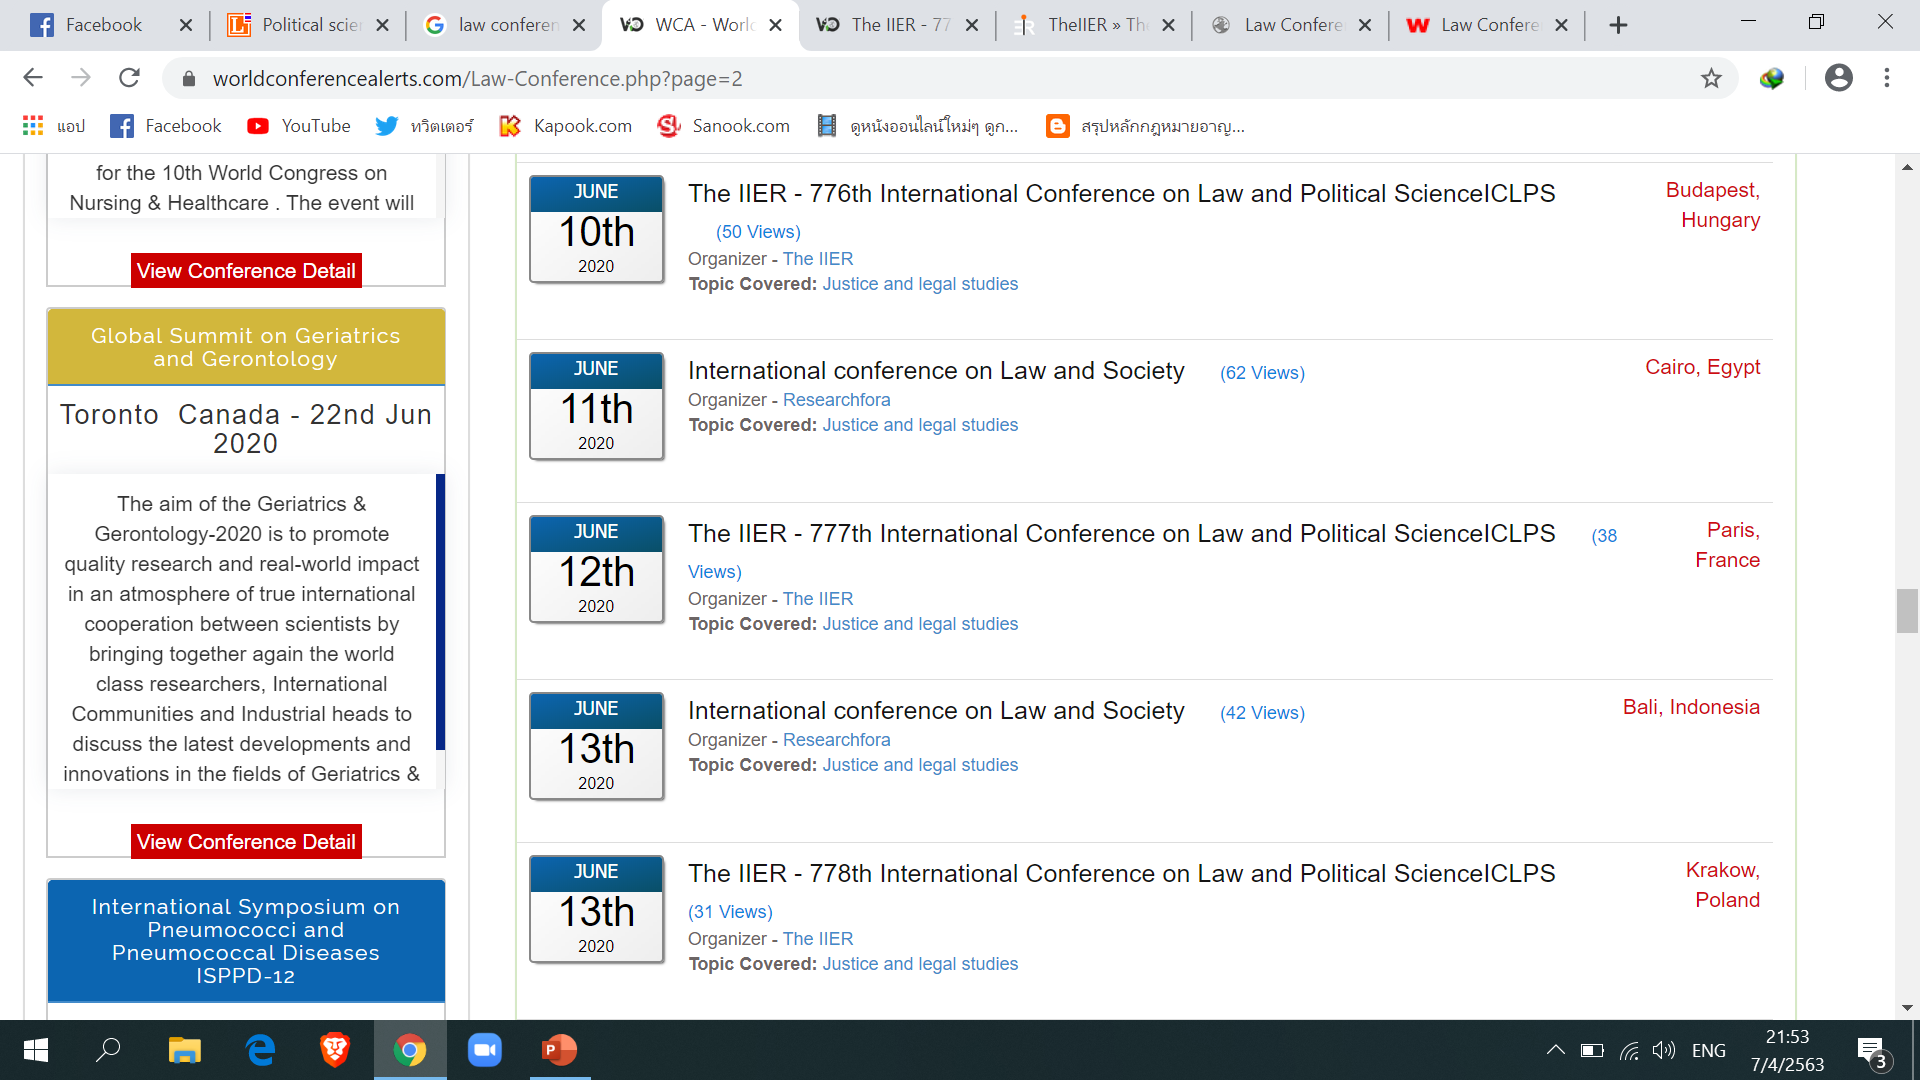 Facebook
Political scien
law conferen
WCA - World
The IIER - 77
TheIIER » The
Law Confere
Law Confere
worldconferencealerts.com/Law-Conference.php?page=2
แอป
Facebook
YouTube
ทวิตเตอร์
Kapook.com
Sanook.com
ดูหนังออนไลน์ใหม่ๆ ดูก...
สรุปหลักกฎหมายอาญ...
for the 10th World Congress on
Nursing & Healthcare . The event will
View Conference Detail
Global Summit on Geriatrics
and Gerontology
Toronto Canada - 22nd Jun
2020
The aim of the Geriatrics &
Gerontology-2020 is to promote
quality research and real-world impact
in an atmosphere of true international
cooperation between scientists by
bringing together again the world
class researchers, International
Communities and Industrial heads to
discuss the latest developments and
innovations in the fields of Geriatrics &
View Conference Detail
International Symposium on
Pneumococci and
Pneumococcal Diseases
ISPPD-12
JUNE
10th
2020
The IIER - 776th International Conference on Law and Political ScienceICLPS
(50 Views)
Organizer - The IIER
Topic Covered: Justice and legal studies
Budapest,
Hungary
JUNE
11th
2020
International conference on Law and Society (62 Views)
Organizer - Researchfora
Topic Covered: Justice and legal studies
Cairo, Egypt
JUNE
12th
2020
The IIER - 777th International Conference on Law and Political ScienceICLPS (38
Views)
Organizer - The IIER
Topic Covered: Justice and legal studies
Paris,
France
JUNE
13th
2020
International conference on Law and Society (42 Views)
Organizer - Researchfora
Topic Covered: Justice and legal studies
Bali, Indonesia
JUNE
13th
2020
The IIER - 778th International Conference on Law and Political ScienceICLPS
(31 Views)
Organizer - The IIER
Topic Covered: Justice and legal studies
Krakow,
Poland
ENG
21:53
7/4/2563
3